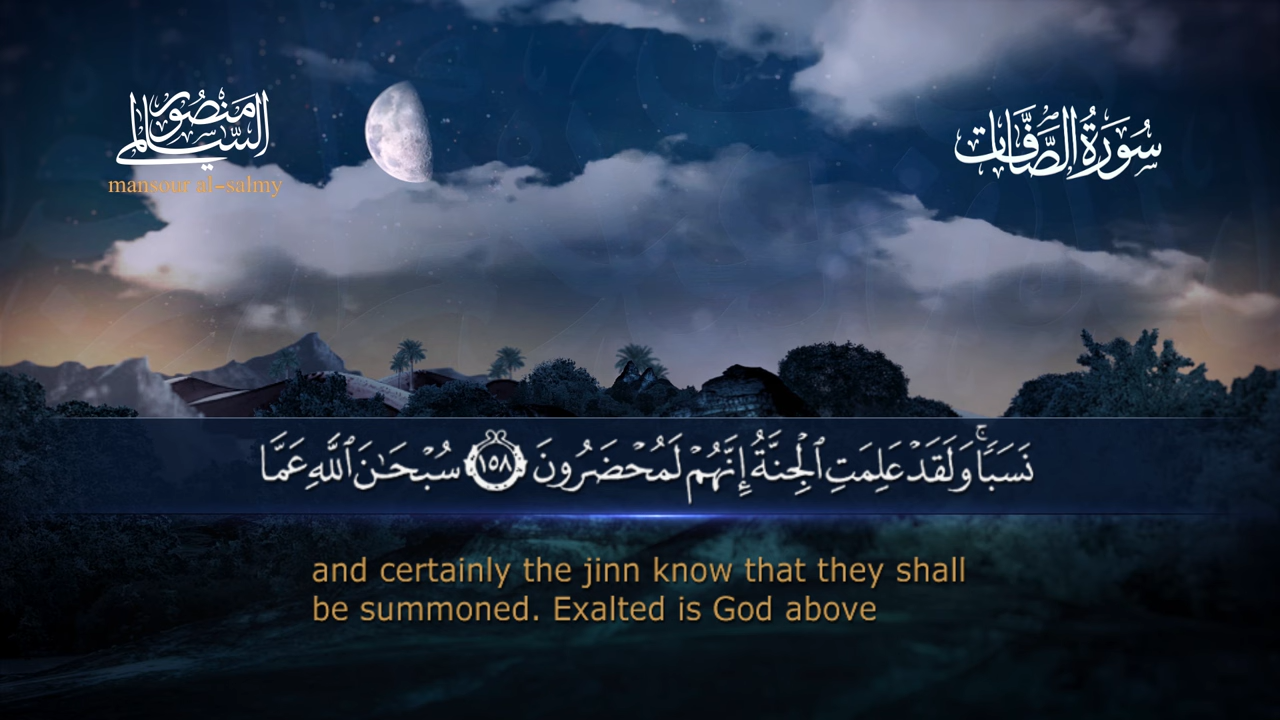 منصور السالمي
mansour al-salmy
سُورَةُ الصَّافَّاتِ
نَسَبًاۚ وَلَقَدْ عَلِمَتِ ٱلْجِنَّةُ إِنَّهُمْ لَمُحْضَرُونَ ١٥٨ سُبْحَـٰنَ ٱللَّهِ عَمَّا
and certainly the jinn know that they shall
be summoned. Exalted is God above